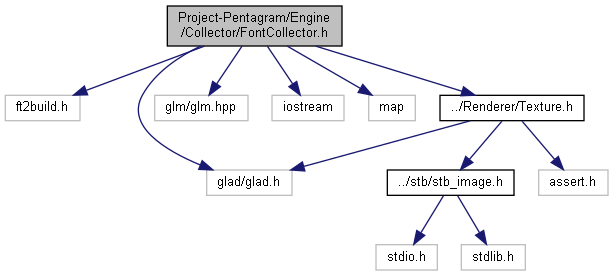 Project-Pentagram/Engine
/Collector/FontCollector.h
ft2build.h
glm/glm.hpp
iostream
map
../Renderer/Texture.h
glad/glad.h
../stb/stb_image.h
assert.h
stdio.h
stdlib.h